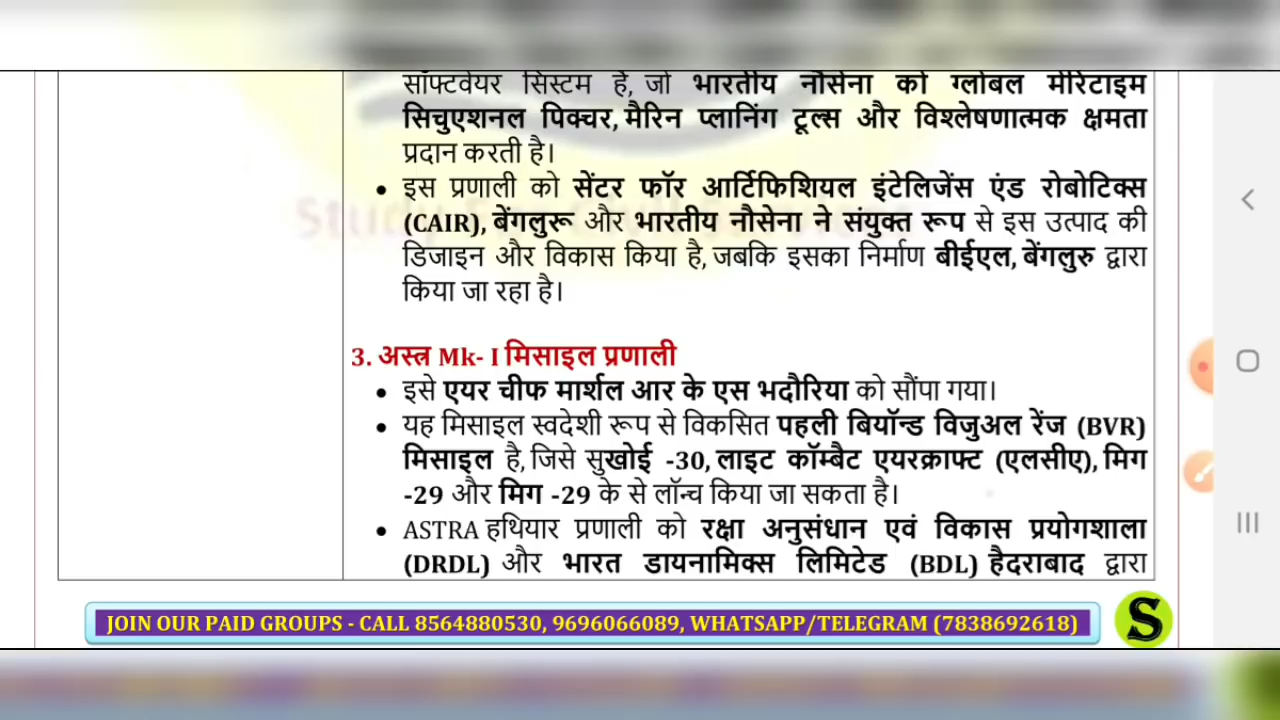 सॉफ्टवेयर सिस्टम है, जो भारतीय नौसेना को ग्लोबल मेरिटाइम
सिचुएशनल पिक्चर, मैरिन प्लानिंग टूल्स और विश्लेषणात्मक क्षमता
प्रदान करती है।
• इस प्रणाली को सेंटर फॉर आर्टिफिशियल इंटेलिजेंस एंड रोबोटिक्स
(CAIR), बेंगलुरू और भारतीय नौसेना ने संयुक्त रूप से इस उत्पाद की
डिजाइन और विकास किया है, जबकि इसका निर्माण बीईएल, बेंगलुरु द्वारा
किया जा रहा है।
3. अस्त्र Mk- I मिसाइल प्रणाली
• इसे एयर चीफ मार्शल आर के एस भदौरिया को सौंपा गया।
• यह मिसाइल स्वदेशी रूप से विकसित पहली बियॉन्ड विजुअल रेंज (BVR)
मिसाइल है, जिसे सुखोई -30, लाइट कॉम्बैट एयरक्राफ्ट (एलसीए), मिग
-29 और मिग -29 के से लॉन्च किया जा सकता है।
• ASTRA हथियार प्रणाली को रक्षा अनुसंधान एवं विकास प्रयोगशाला
(DRDL) और भारत डायनामिक्स लिमिटेड (BDL) हैदराबाद द्वारा
JOIN OUR PAID GROUPS - CALL 8564880530, 9696066089, WHATSAPP/TELEGRAM (7838692618)
S